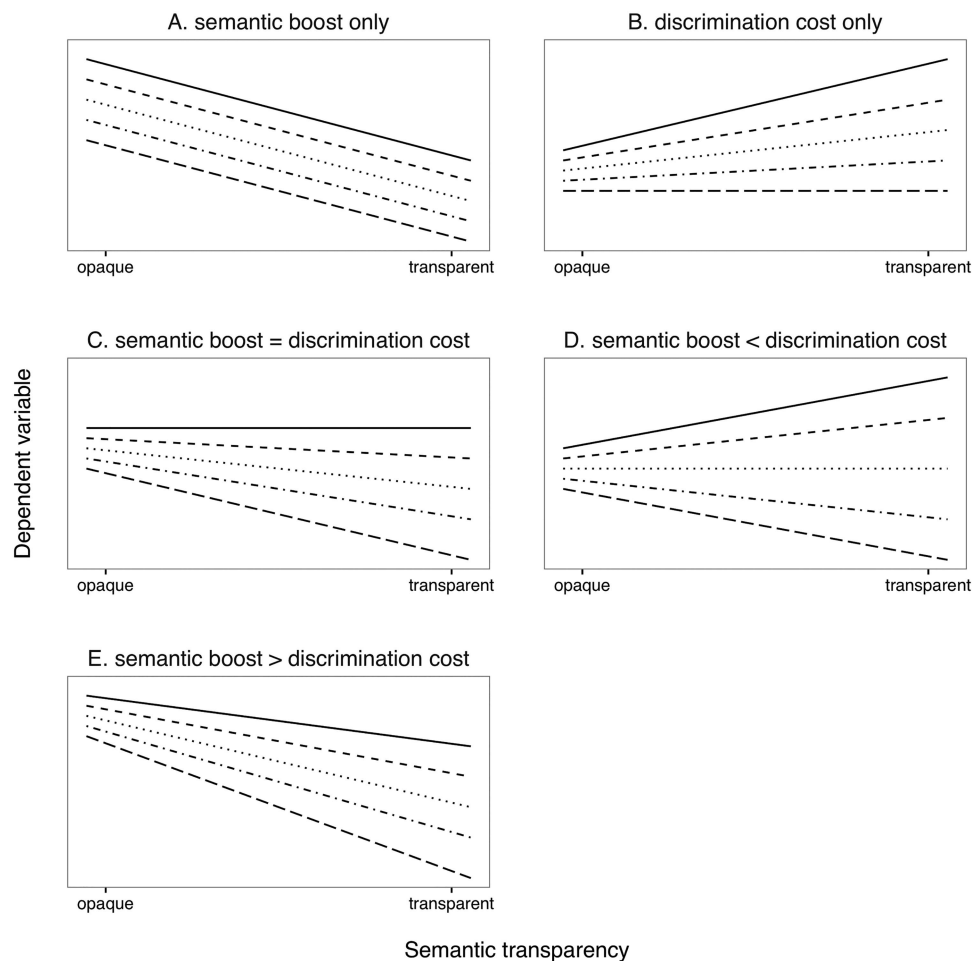 A. semantic boost only
B. discrimination cost only
opaque
transparent
opaque
transparent
C. semantic boost = discrimination cost
D. semantic boost < discrimination cost
Dependent variable
opaque
transparent
opaque
transparent
E. semantic boost > discrimination cost
opaque
transparent
Semantic transparency